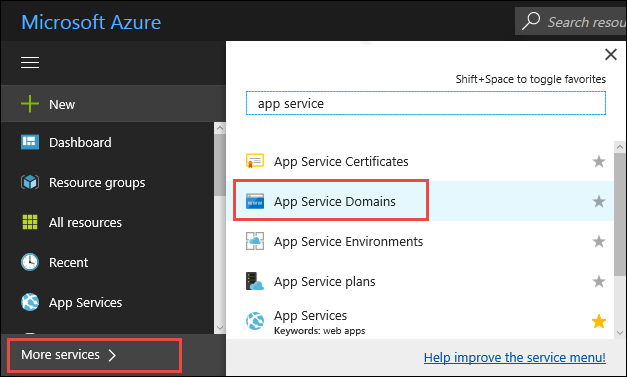 Microsoft Azure
Search resou
Shift+Space to toggle favorites
New
app service
Dashboard
Resource groups
All resources
Recent
App Services
More services
App Service Certificates
WWW
App Service Domains
App Service Environments
App Service plans
App Services
Keywords: web apps
Help improve the service menu!